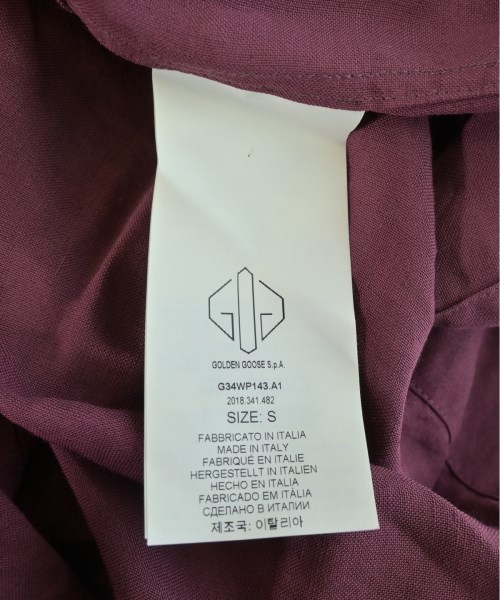 GOLDEN GOOSE S.p.A.
G34WP143.A1
2018.341.482
SIZE: S
FABBRICATO IN ITALIA
MADE IN ITALY
FABRIQUÉ EN ITALIE
HERGESTELLT IN ITALIEN
HECHO EN ITALIA
FABRICADO EM ITÁLIA
СДЕЛАНО В ИТАЛИИ
제조국: 이탈리아